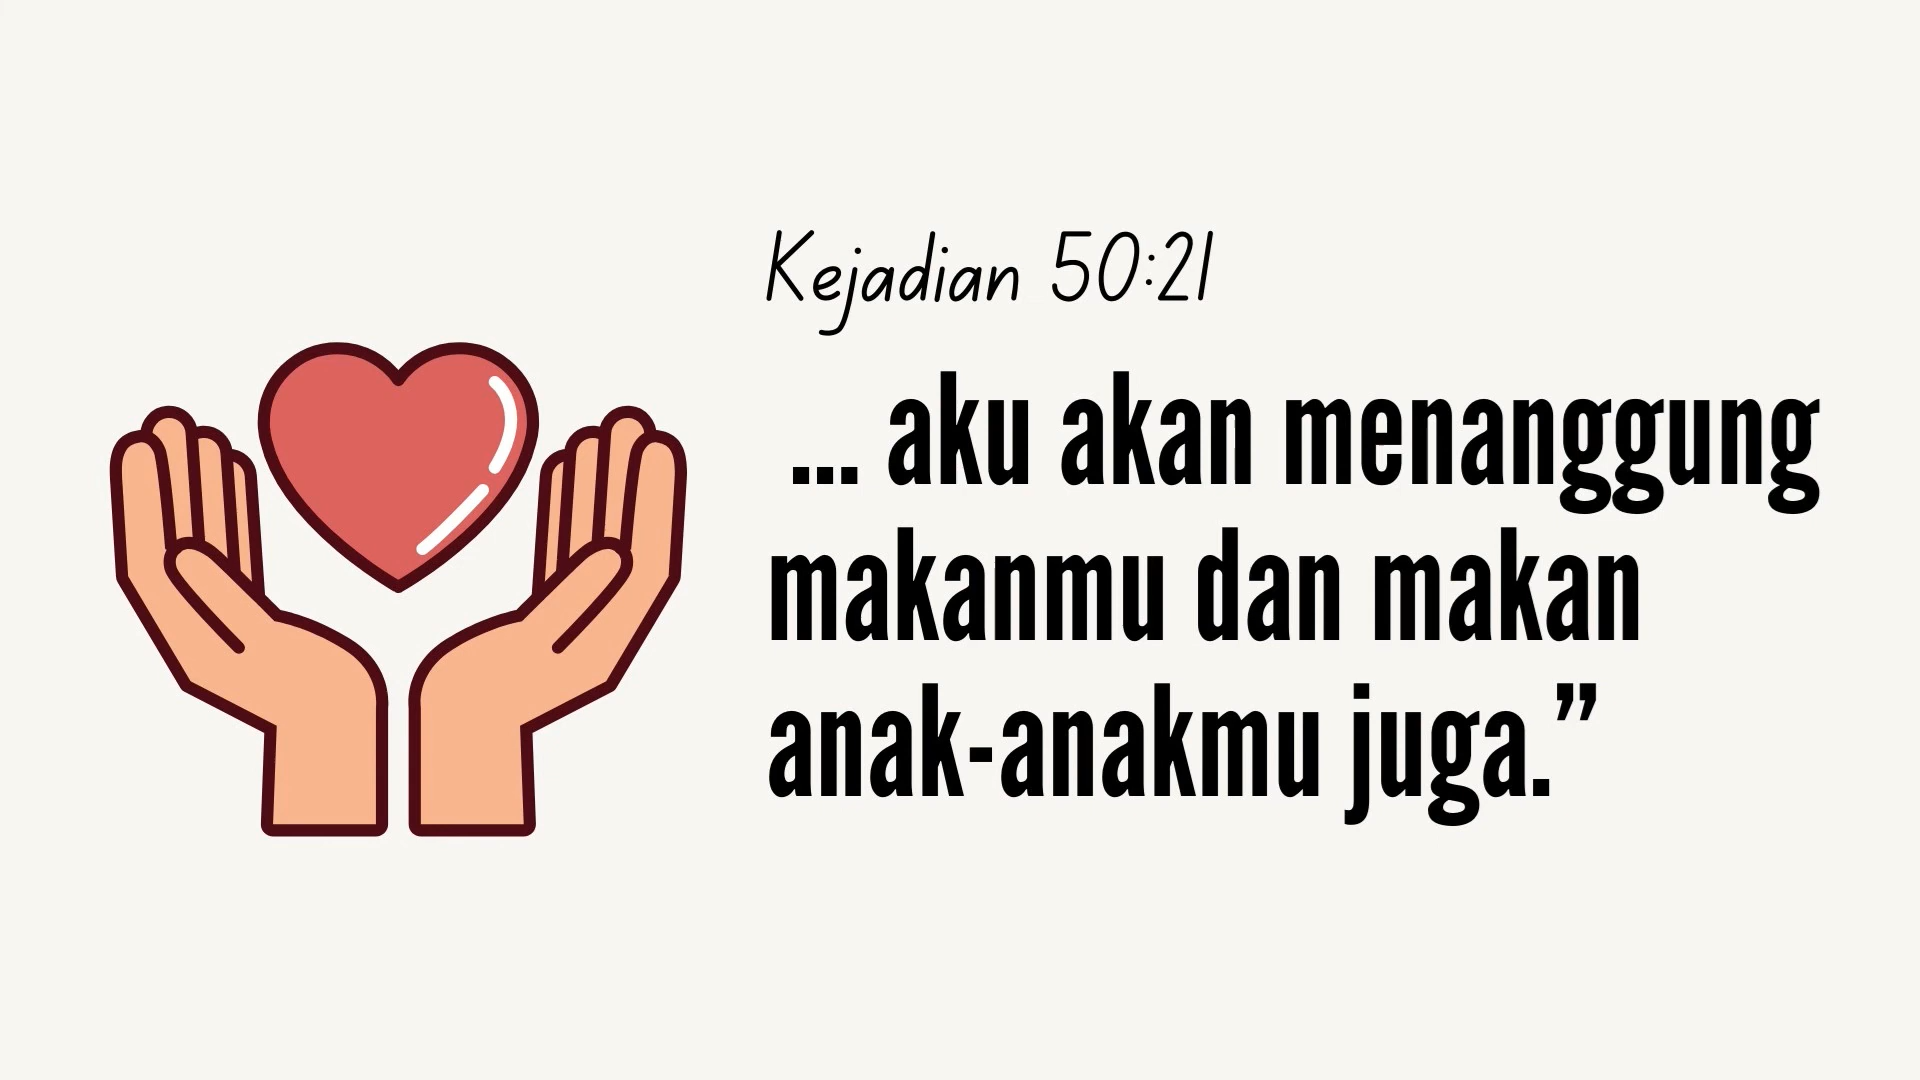 Kejadian 50:21
... aku akan menanggung
makanmu dan makan
anak-anakmu juga.”